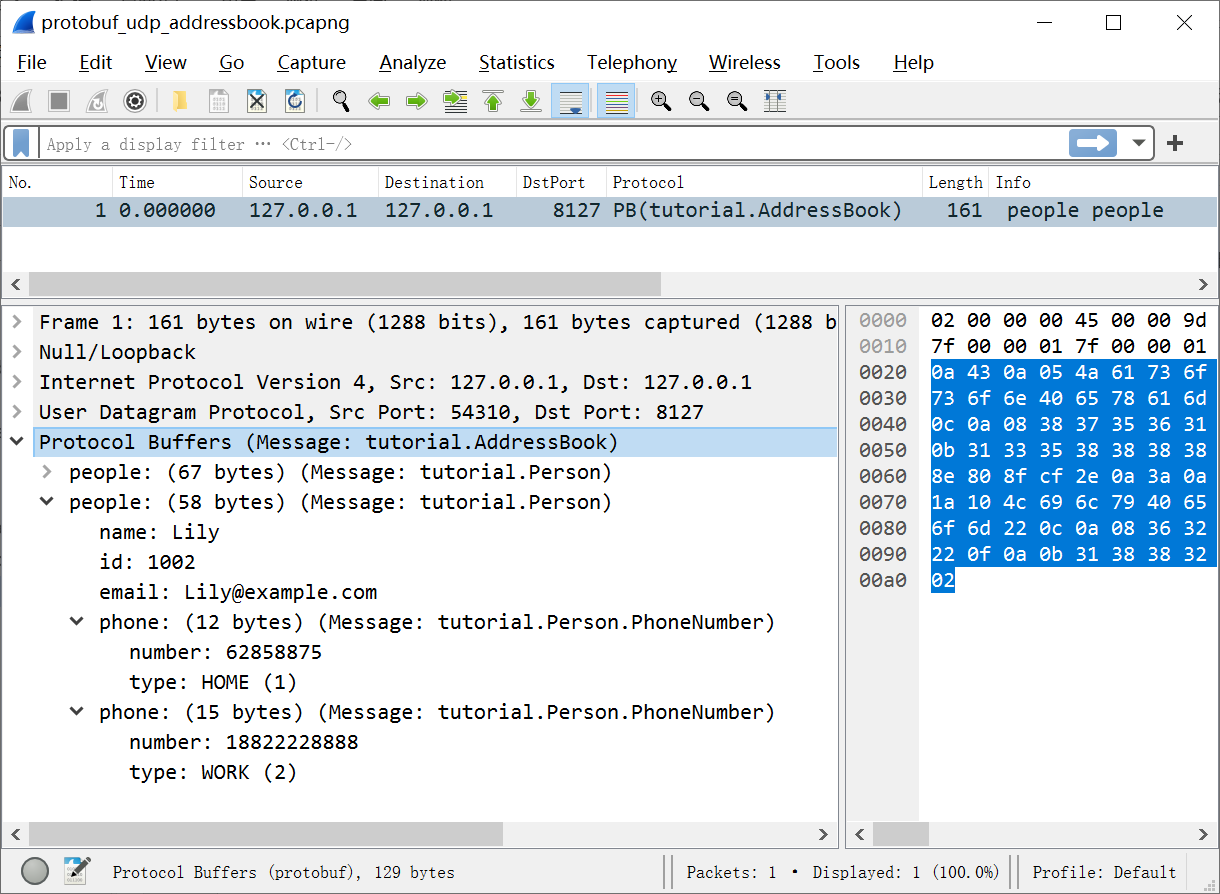 protobuf_udp_addressbook.pcapng
File Edit View Go Capture Analyze Statistics Telephony Wireless Tools Help
Apply a display filter ··· <Ctrl-/>
No. Time Source Destination DstPort Protocol Length Info
1 0.000000 127.0.0.1 127.0.0.1 8127 PB(tutorial.AddressBook) 161 people people
Frame 1: 161 bytes on wire (1288 bits), 161 bytes captured (1288 b
Null/Loopback
Internet Protocol Version 4, Src: 127.0.0.1, Dst: 127.0.0.1
User Datagram Protocol, Src Port: 54310, Dst Port: 8127
Protocol Buffers (Message: tutorial.AddressBook)
people: (67 bytes) (Message: tutorial.Person)
people: (58 bytes) (Message: tutorial.Person)
name: Lily
id: 1002
email: Lily@example.com
phone: (12 bytes) (Message: tutorial.Person.PhoneNumber)
number: 62858875
type: HOME (1)
phone: (15 bytes) (Message: tutorial.Person.PhoneNumber)
number: 18822228888
type: WORK (2)
0000 02 00 00 00 45 00 00 9d
0010 7f 00 00 01 7f 00 00 01
0020 0a 43 0a 05 4a 61 73 6f
0030 73 6f 6e 40 65 78 61 6d
0040 0c 0a 08 38 37 35 36 31
0050 0b 31 33 35 38 38 38 38
0060 8e 80 8f cf 2e 0a 3a 0a
0070 1a 10 4c 69 6c 79 40 65
0080 6f 6d 22 0c 0a 08 36 32
0090 22 0f 0a 0b 31 38 38 32
00a0 02
Protocol Buffers (protobuf), 129 bytes
Packets: 1 · Displayed: 1 (100.0%)
Profile: Default